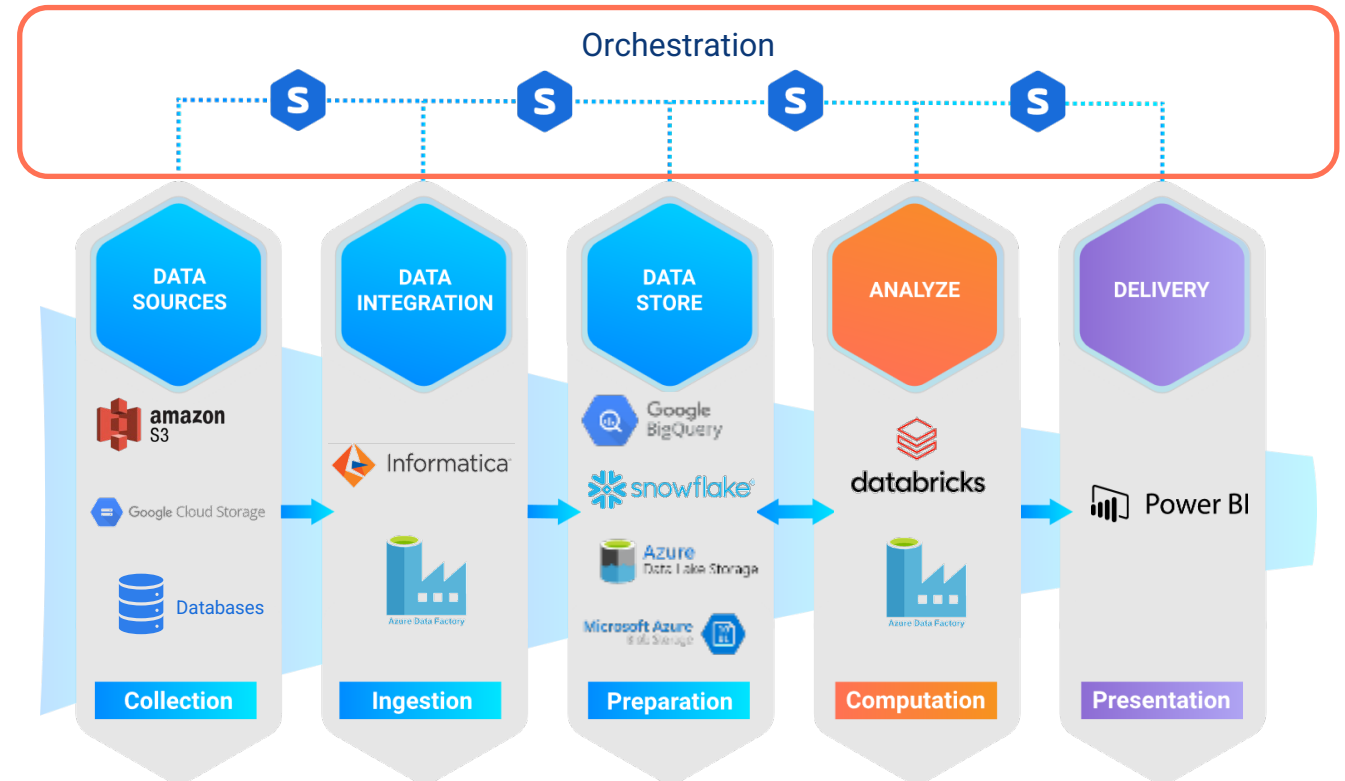 Orchestration
S
S
S
S
DATA
SOURCES
DATA
INTEGRATION
DATA
STORE
ANALYZE
DELIVERY
amazon
S3
Google Cloud Storage
Databases
Informatica
Azure Data Factory
Google
BigQuery
snowflake
Azure
Data Lake Storage
Microsoft Azure
Blob Storage
databricks
Azure Data Factory
Power BI
Collection
Ingestion
Preparation
Computation
Presentation